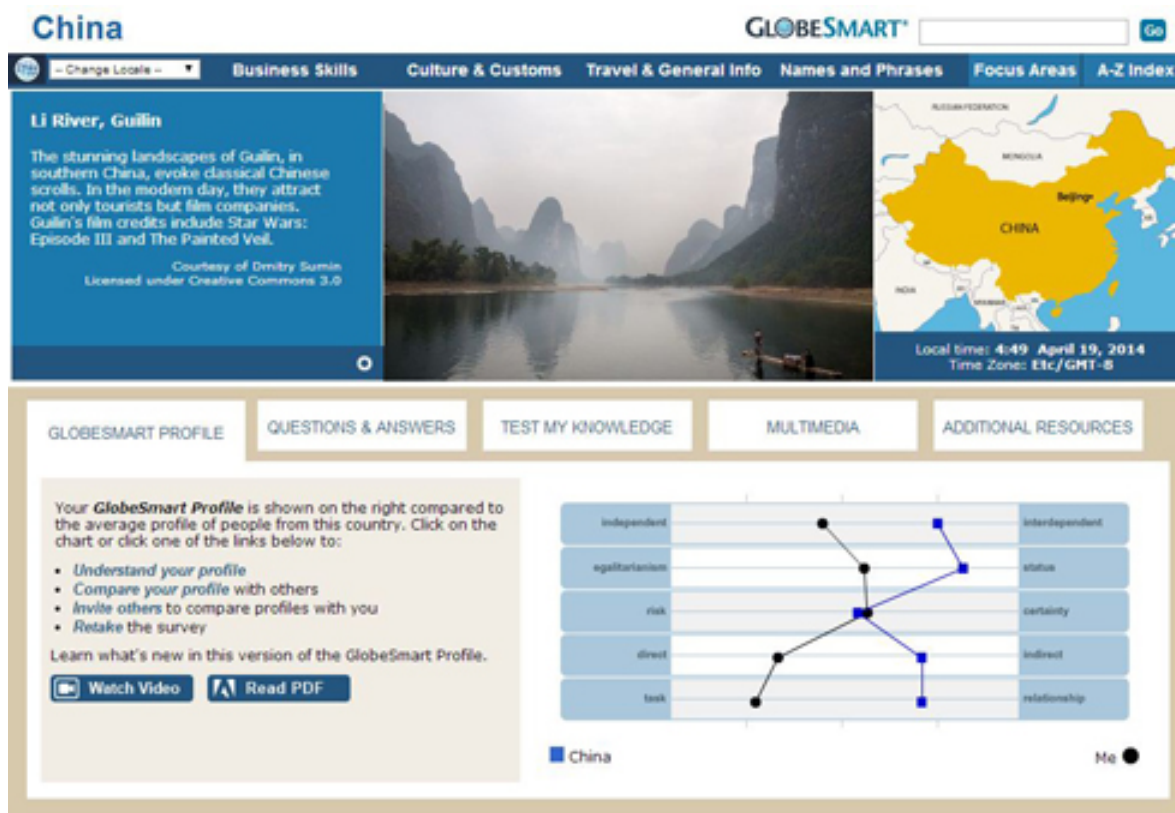 China
GLOBESMART®
Go
-- Change Locale --
Business Skills
Culture & Customs
Travel & General Info
Names and Phrases
Focus Areas
A-Z Index
Li River, Guilin
The stunning landscapes of Guilin, in
southern China, evoke classical Chinese
scrolls. In the modern day, they attract
not only tourists but film companies.
Guilin's film credits include Star Wars:
Episode III and The Painted Veil.
Courtesy of Dmitry Sumin
Licensed under Creative Commons 3.0
RUSSIAN FEDERATION
MONGOLIA
Beijing
CHINA
INDIA
MYANMAR
Local time: 4:49 April 19, 2014
Time Zone: Etc/GMT-8
GLOBESMART PROFILE
QUESTIONS & ANSWERS
TEST MY KNOWLEDGE
MULTIMEDIA
ADDITIONAL RESOURCES
Your GlobeSmart Profile is shown on the right compared to
the average profile of people from this country. Click on the
chart or click one of the links below to:
• Understand your profile
• Compare your profile with others
• Invite others to compare profiles with you
• Retake the survey
Learn what's new in this version of the GlobeSmart Profile.
Watch Video
Read PDF
independent
interdependent
egalitarianism
status
risk
certainty
direct
indirect
task
relationship
China
Me